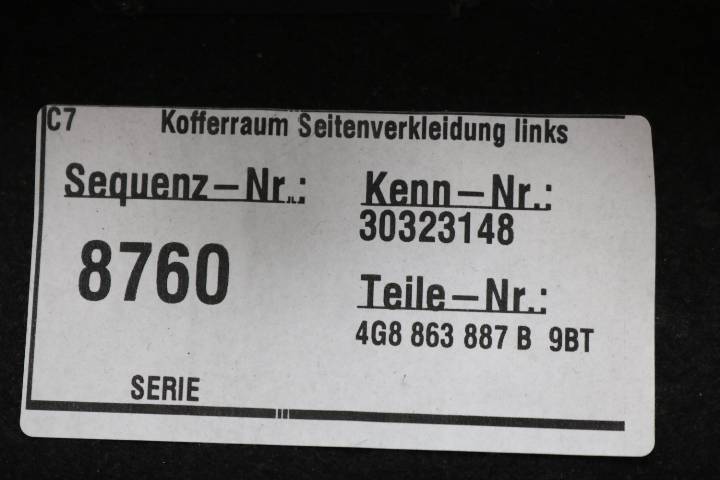 C7 Kofferraum Seitenverkleidung links
Sequenz-Nr.: Kenn-Nr.:
30323148
8760
Teile-Nr.:
4G8 863 887 B 9BT
SERIE